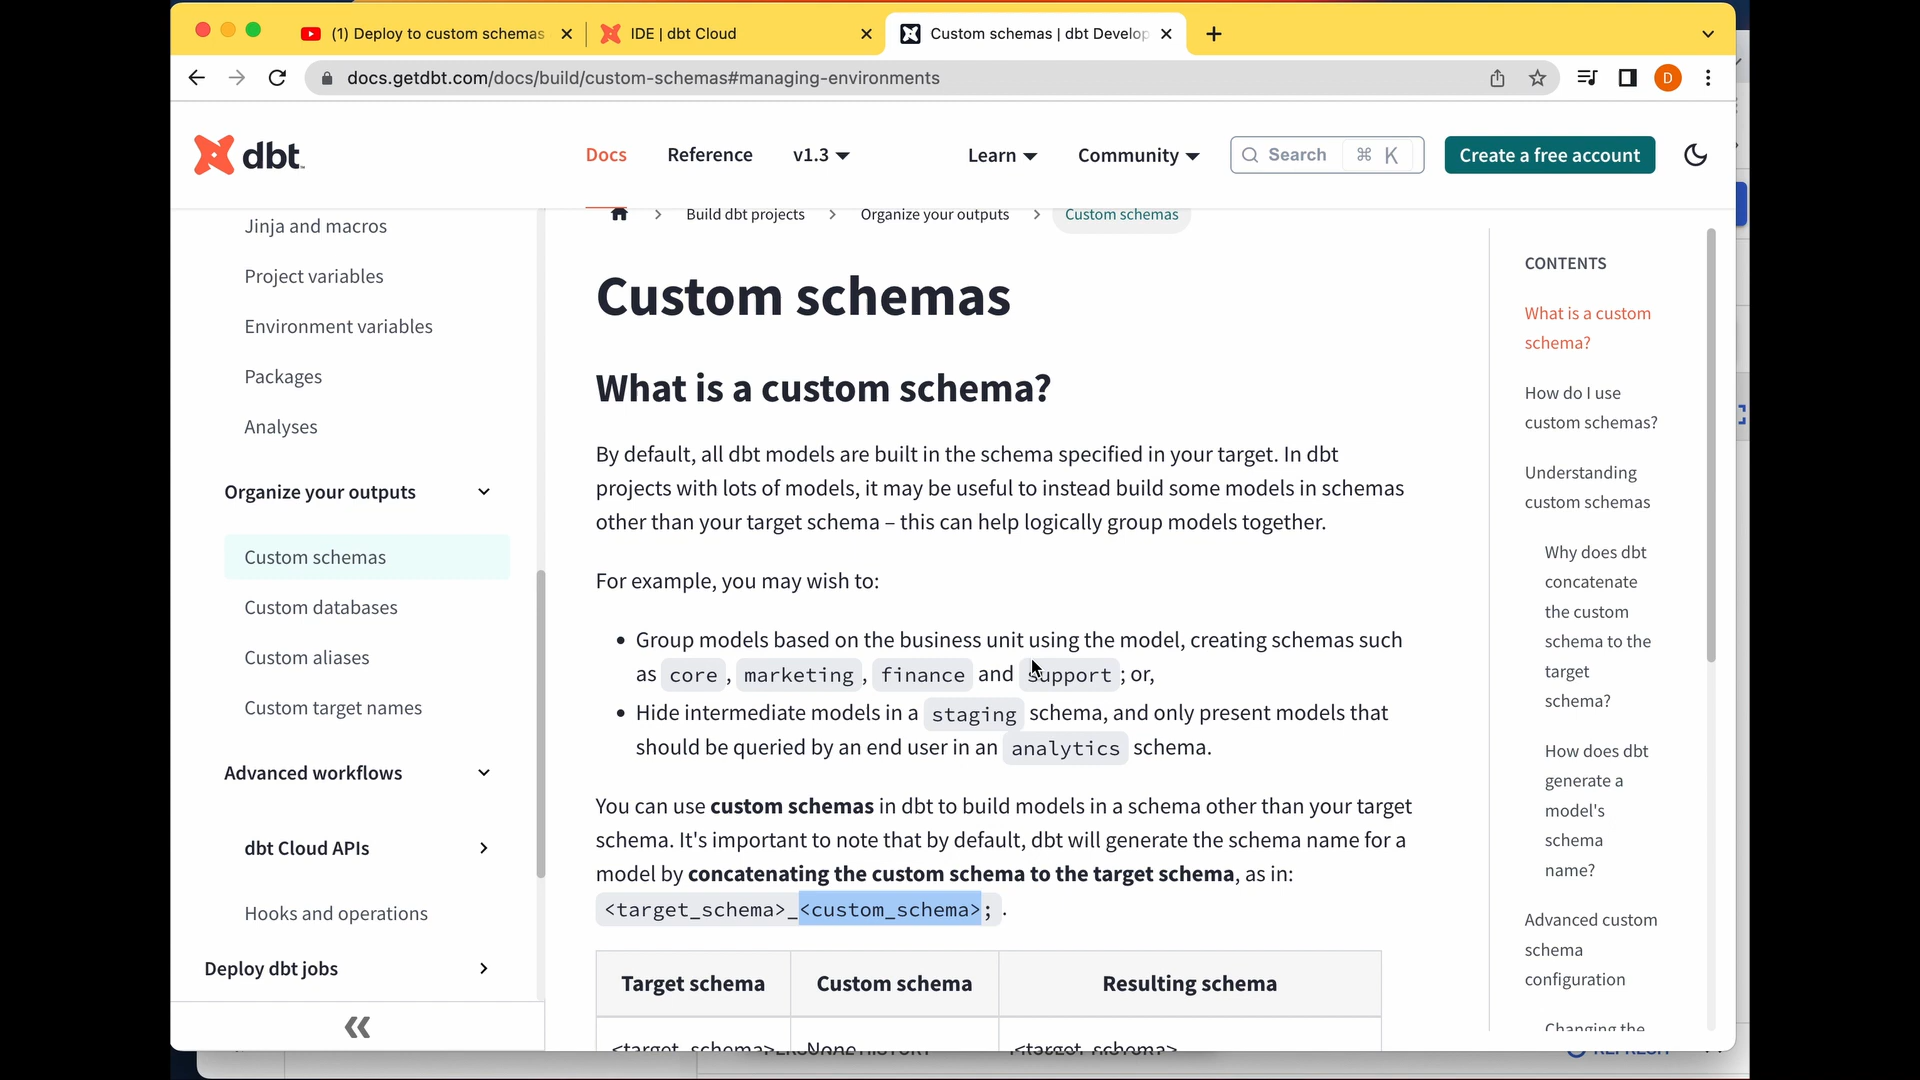 (1) Deploy to custom schemas
IDE | dbt Cloud
Custom schemas | dbt Develop
docs.getdbt.com/docs/build/custom-schemas#managing-environments
D
dbt
Docs
Reference
v1.3
Learn
Community
Search
⌘ K
Create a free account
Jinja and macros
Project variables
Environment variables
Packages
Analyses
Organize your outputs
Custom schemas
Custom databases
Custom aliases
Custom target names
Advanced workflows
dbt Cloud APIs
Hooks and operations
Deploy dbt jobs
Build dbt projects
Organize your outputs
Custom schemas
Custom schemas
What is a custom schema?
By default, all dbt models are built in the schema specified in your target. In dbt
projects with lots of models, it may be useful to instead build some models in schemas
other than your target schema – this can help logically group models together.
For example, you may wish to:
Group models based on the business unit using the model, creating schemas such
as core , marketing , finance and support ; or,
Hide intermediate models in a staging schema, and only present models that
should be queried by an end user in an analytics schema.
You can use custom schemas in dbt to build models in a schema other than your target
schema. It's important to note that by default, dbt will generate the schema name for a
model by concatenating the custom schema to the target schema, as in:
<target_schema>_<custom_schema>; .
Target schema
Custom schema
Resulting schema
<target_schema>
None
<target_schema>
CONTENTS
What is a custom
schema?
How do I use
custom schemas?
Understanding
custom schemas
Why does dbt
concatenate
the custom
schema to the
target
schema?
How does dbt
generate a
model's
schema
name?
Advanced custom
schema
configuration
Changing the
REFRESH